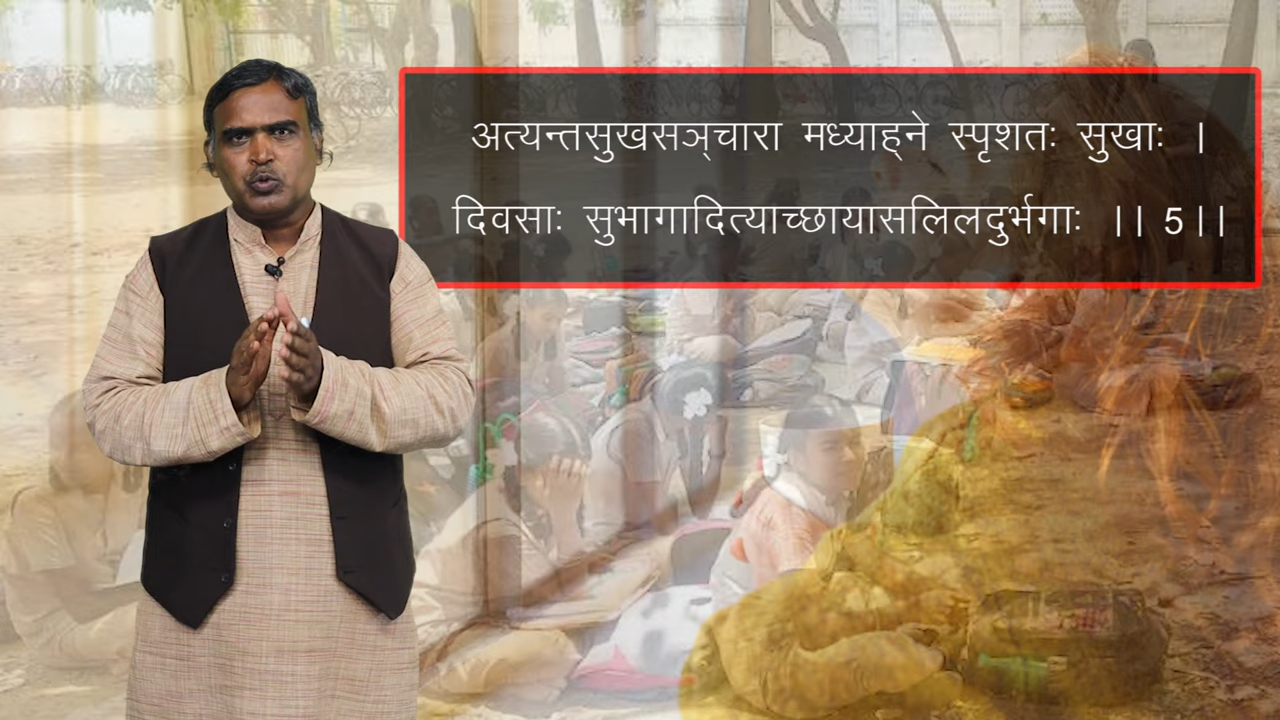 अत्यन्तसुखसञ्चारा मध्याह्ने स्पृशतः सुखाः ।
दिवसाः सुभागादित्याच्छायासलिलदुर्भगाः ।। 5।।